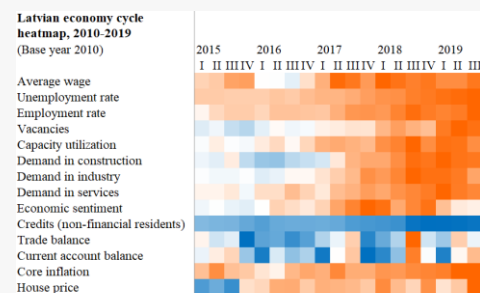 Latvian economy cycle
heatmap, 2010-2019
(Base year 2010)
2015 2016 2017 2018 2019
I II III IV I II III IV I II III IV I II III IV I II III
Average wage
Unemployment rate
Employment rate
Vacancies
Capacity utilization
Demand in construction
Demand in industry
Demand in services
Economic sentiment
Credits (non-financial residents)
Trade balance
Current account balance
Core inflation
House price